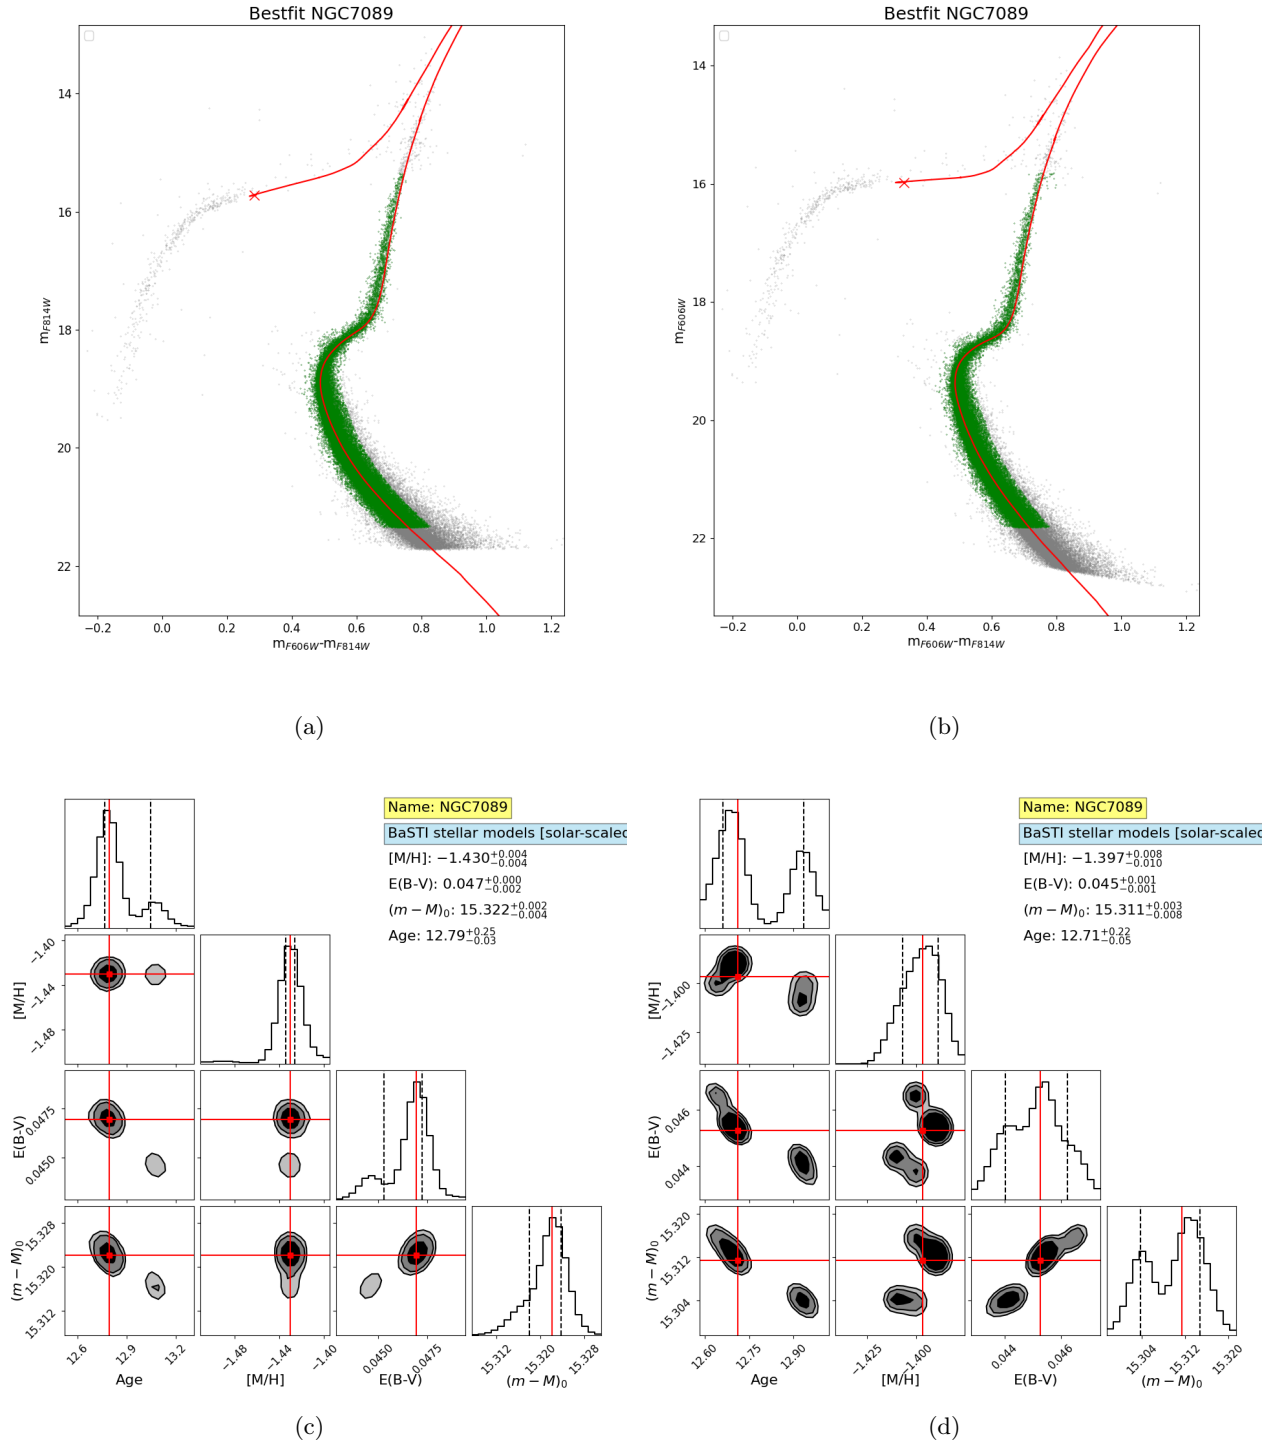 Bestfit NGC7089
14
16
18
20
22
m_F814W
−0.2 0.0 0.2 0.4 0.6 0.8 1.0 1.2
m_F606W-m_F814W
(a)
Bestfit NGC7089
14
16
18
20
22
m_F606W
−0.2 0.0 0.2 0.4 0.6 0.8 1.0 1.2
m_F606W-m_F814W
(b)
Name: NGC7089
BaSTI stellar models [solar-scaled
[M/H]: −1.430^{+0.004}_{−0.004}
E(B-V): 0.047^{+0.000}_{−0.002}
(m − M)_0: 15.322^{+0.002}_{−0.004}
Age: 12.79^{+0.25}_{−0.03}
[M/H]
−1.40
−1.44
−1.48
E(B-V)
0.0475
0.0450
(m − M)_0
15.328
15.320
15.312
12.6 12.9 13.2
Age
−1.48 −1.44 −1.40
[M/H]
0.0450 0.0475
E(B-V)
15.312 15.320 15.328
(m − M)_0
(c)
Name: NGC7089
BaSTI stellar models [solar-scaled
[M/H]: −1.397^{+0.008}_{−0.010}
E(B-V): 0.045^{+0.001}_{−0.001}
(m − M)_0: 15.311^{+0.003}_{−0.008}
Age: 12.71^{+0.22}_{−0.05}
[M/H]
−1.400
−1.425
E(B-V)
0.046
0.044
(m − M)_0
15.320
15.312
15.304
12.60 12.75 12.90
Age
−1.425 −1.400
[M/H]
0.044 0.046
E(B-V)
15.304 15.312 15.320
(m − M)_0
(d)